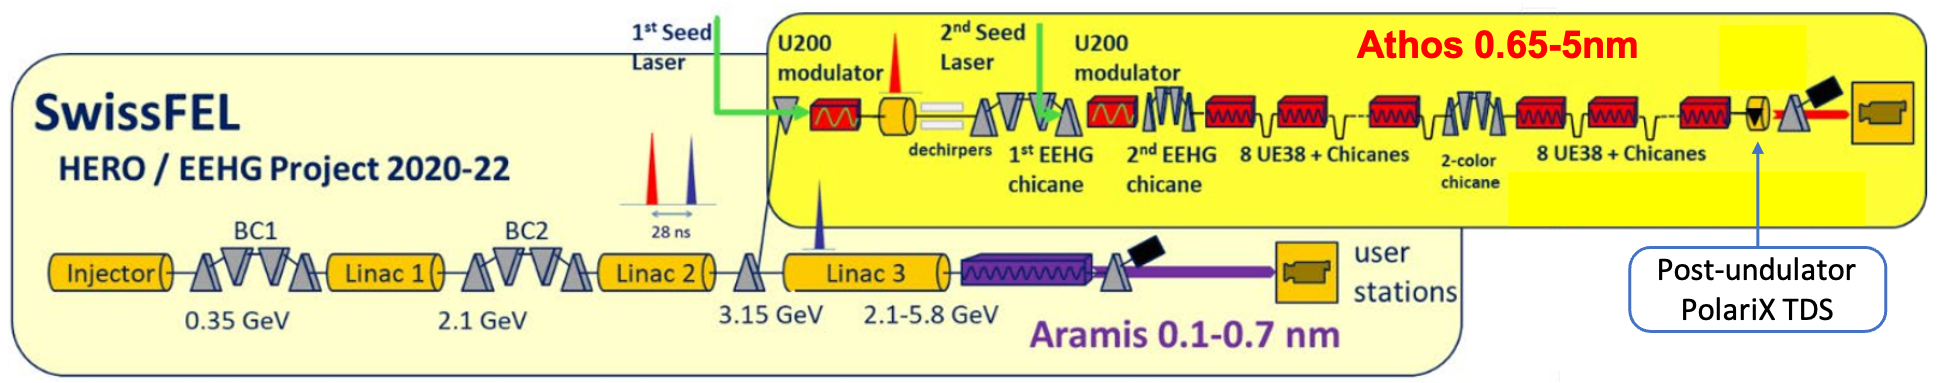 SwissFEL
HERO / EEHG Project 2020-22
1st Seed
Laser
U200
modulator
2nd Seed
Laser
U200
modulator
Athos 0.65-5nm
dechirpers
1st EEHG
chicane
2nd EEHG
chicane
8 UE38 + Chicanes
2-color
chicane
8 UE38 + Chicanes
28 ns
BC1
BC2
Injector
Linac 1
Linac 2
Linac 3
0.35 GeV
2.1 GeV
3.15 GeV
2.1-5.8 GeV
Aramis 0.1-0.7 nm
user
stations
Post-undulator
PolariX TDS